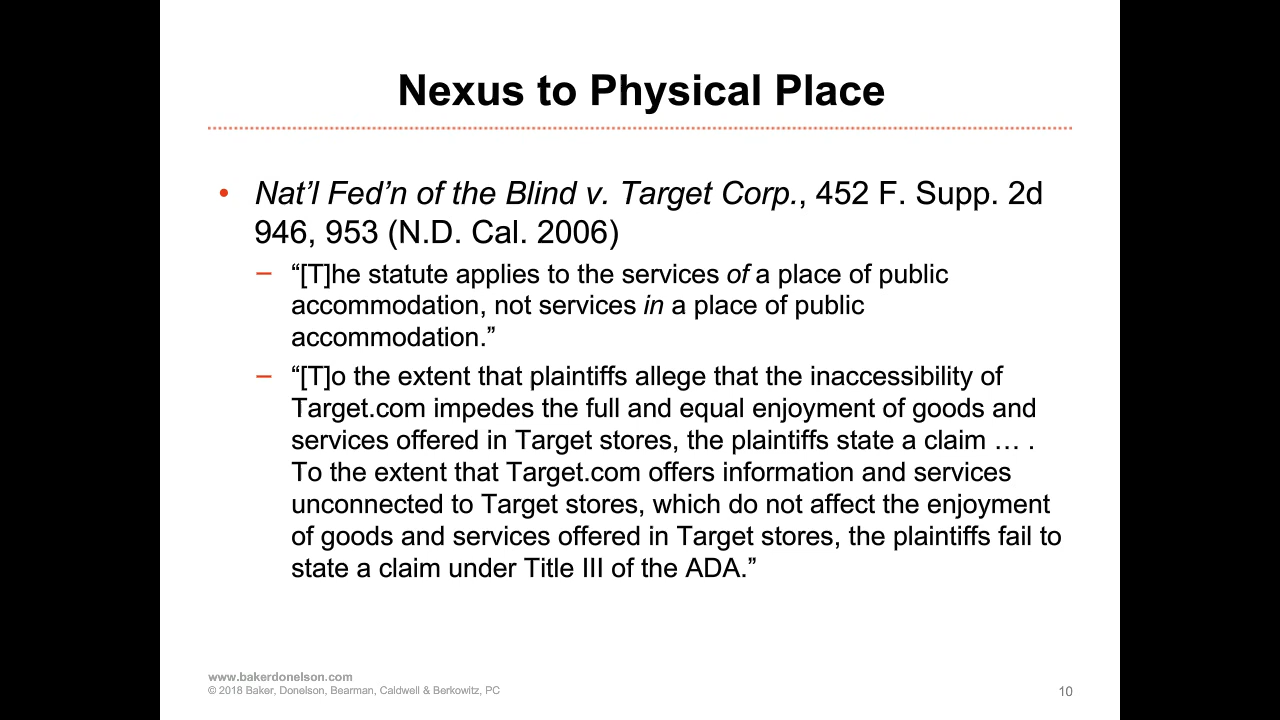 Nexus to Physical Place
• Nat’l Fed’n of the Blind v. Target Corp., 452 F. Supp. 2d
946, 953 (N.D. Cal. 2006)
– “[T]he statute applies to the services of a place of public
accommodation, not services in a place of public
accommodation.”
– “[T]o the extent that plaintiffs allege that the inaccessibility of
Target.com impedes the full and equal enjoyment of goods and
services offered in Target stores, the plaintiffs state a claim … .
To the extent that Target.com offers information and services
unconnected to Target stores, which do not affect the enjoyment
of goods and services offered in Target stores, the plaintiffs fail to
state a claim under Title III of the ADA.”
www.bakerdonelson.com
© 2018 Baker, Donelson, Bearman, Caldwell & Berkowitz, PC
10